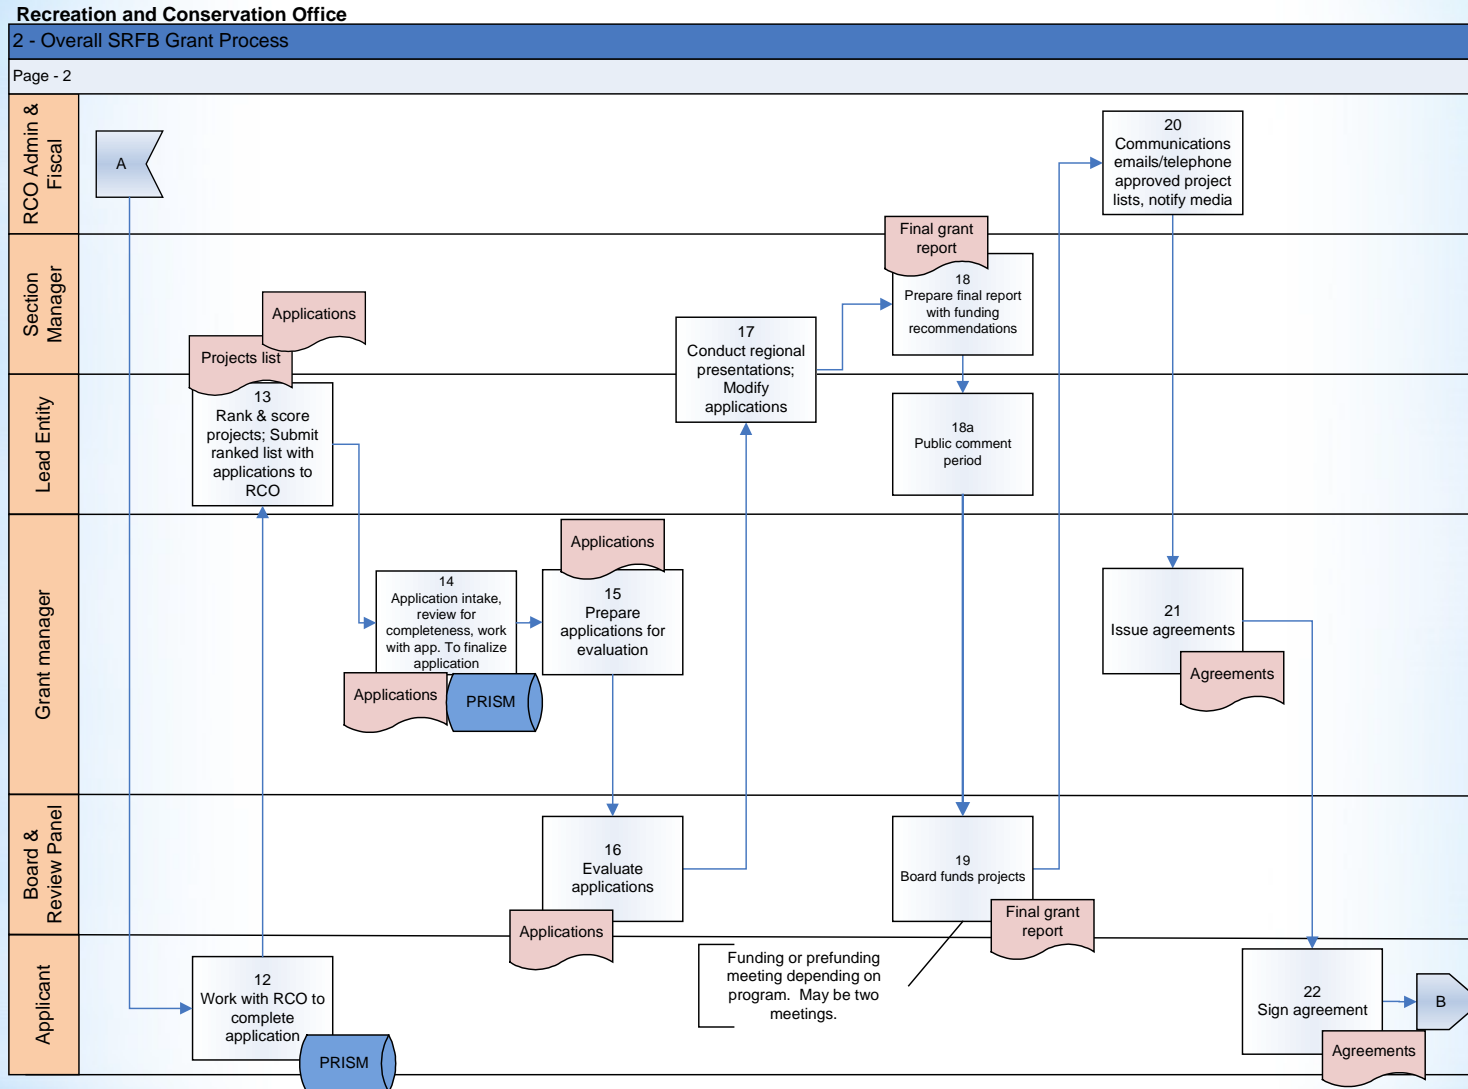 Recreation and Conservation Office
2 - Overall SRFB Grant Process
Page - 2
RCO Admin &
Fiscal
A
20
Communications
emails/telephone
approved project
lists, notify media
Section
Manager
Applications
Projects list
17
Conduct regional
presentations;
Modify
applications
Final grant
report
18
Prepare final report
with funding
recommendations
Lead Entity
13
Rank & score
projects; Submit
ranked list with
applications to
RCO
18a
Public comment
period
Grant manager
14
Application intake,
review for
completeness, work
with app. To finalize
application
Applications
PRISM
Applications
15
Prepare
applications for
evaluation
21
Issue agreements
Agreements
Board &
Review Panel
16
Evaluate
applications
Applications
19
Board funds projects
Final grant
report
Applicant
12
Work with RCO to
complete
application
PRISM
Funding or prefunding
meeting depending on
program.  May be two
meetings.
22
Sign agreement
Agreements
B